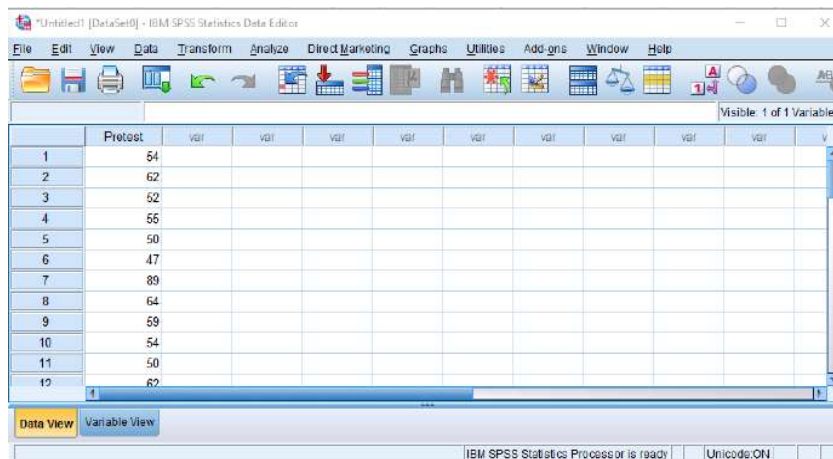 *Untitled1 [DataSet0] - IBM SPSS Statistics Data Editor
File Edit View Data Transform Analyze Direct Marketing Graphs Utilities Add-ons Window Help
Visible: 1 of 1 Variable
Pretest var var var var var var var var var
1 54
2 62
3 52
4 55
5 50
6 47
7 89
8 64
9 59
10 54
11 50
12 62
Data View Variable View
IBM SPSS Statistics Processor is ready Unicode:ON